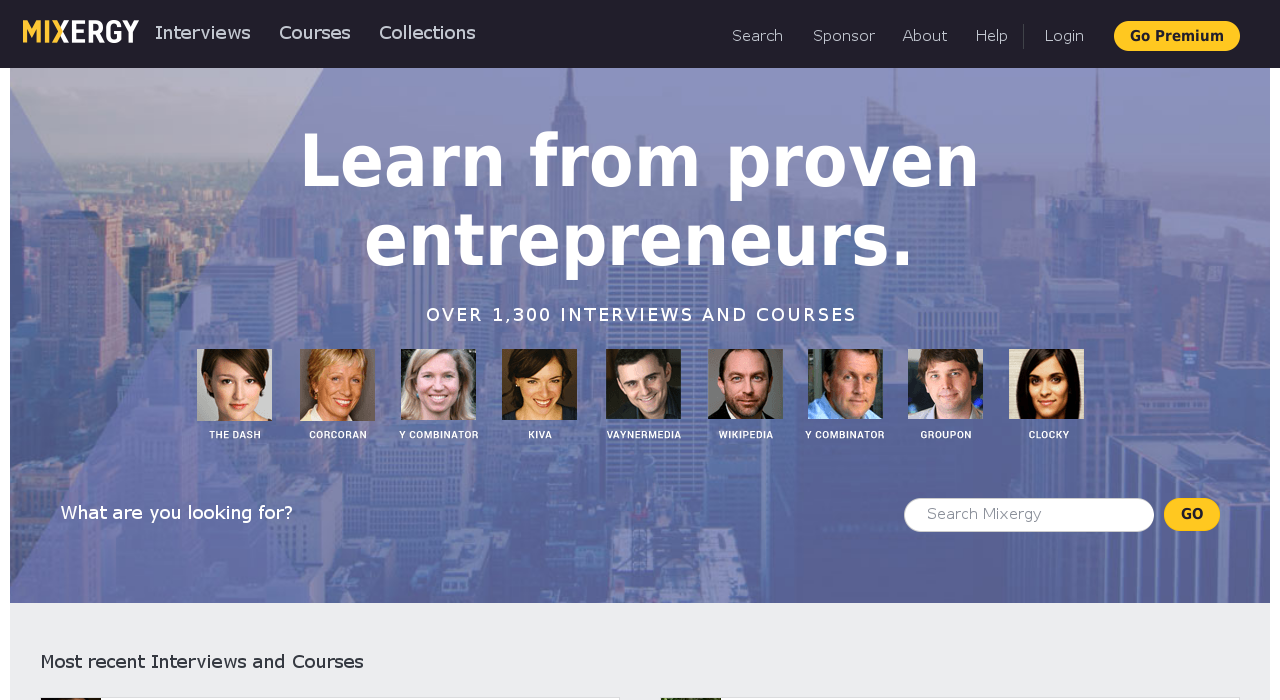 MIXERGY Interviews Courses Collections Search Sponsor About Help Login Go Premium
Learn from proven
entrepreneurs.
OVER 1,300 INTERVIEWS AND COURSES
THE DASH CORCORAN Y COMBINATOR KIVA VAYNERMEDIA WIKIPEDIA Y COMBINATOR GROUPON CLOCKY
What are you looking for? Search Mixergy GO
Most recent Interviews and Courses